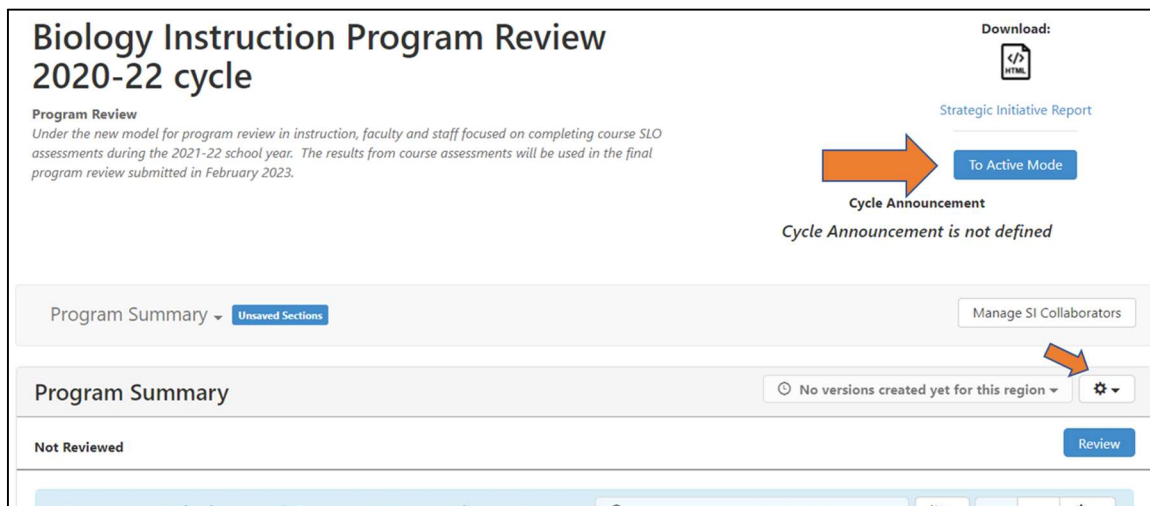 Biology Instruction Program Review
2020-22 cycle
Program Review
Under the new model for program review in instruction, faculty and staff focused on completing course SLO
assessments during the 2021-22 school year. The results from course assessments will be used in the final
program review submitted in February 2023.
Download:
</>
HTML
Strategic Initiative Report
To Active Mode
Cycle Announcement
Cycle Announcement is not defined
Program Summary
Unsaved Sections
Manage SI Collaborators
Program Summary
No versions created yet for this region
Not Reviewed
Review